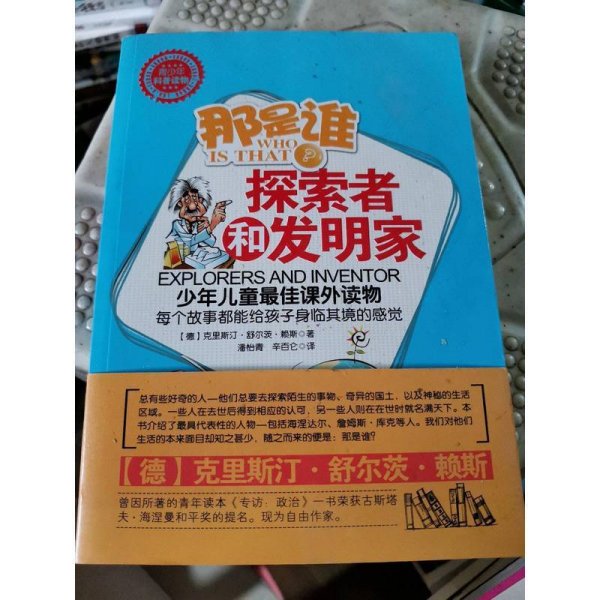 青少年
科普读物
那是谁
WHO
IS THAT ?
探索者
和发明家
EXPLORERS AND INVENTOR
少年儿童最佳课外读物
每个故事都能给孩子身临其境的感觉
【德】克里斯汀·舒尔茨·赖斯 著
潘怡青 辛百仑 译
总有些好奇的人—他们总要去探索陌生的事物、奇异的国土，以及神秘的生活
区域。一些人在去世后得到相应的认可，另一些人则在在世时就名满天下。本
书介绍了最具代表性的人物—包括海涅达尔、詹姆斯·库克等人。我们对他们
生活的本来面目却知之甚少，随之而来的便是：那是谁？
【德】克里斯汀·舒尔茨·赖斯
曾因所著的青年读本《专访 政治》一书荣获古斯塔
夫·海涅曼和平奖的提名。现为自由作家。